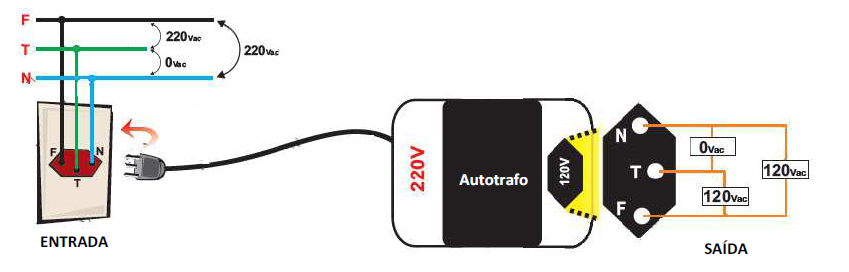 F
220Vac
T
220Vac
0Vac
N
F
N
T
ENTRADA
220V
Autotrafo
120V
N
0Vac
T
120Vac
120Vac
F
SAÍDA